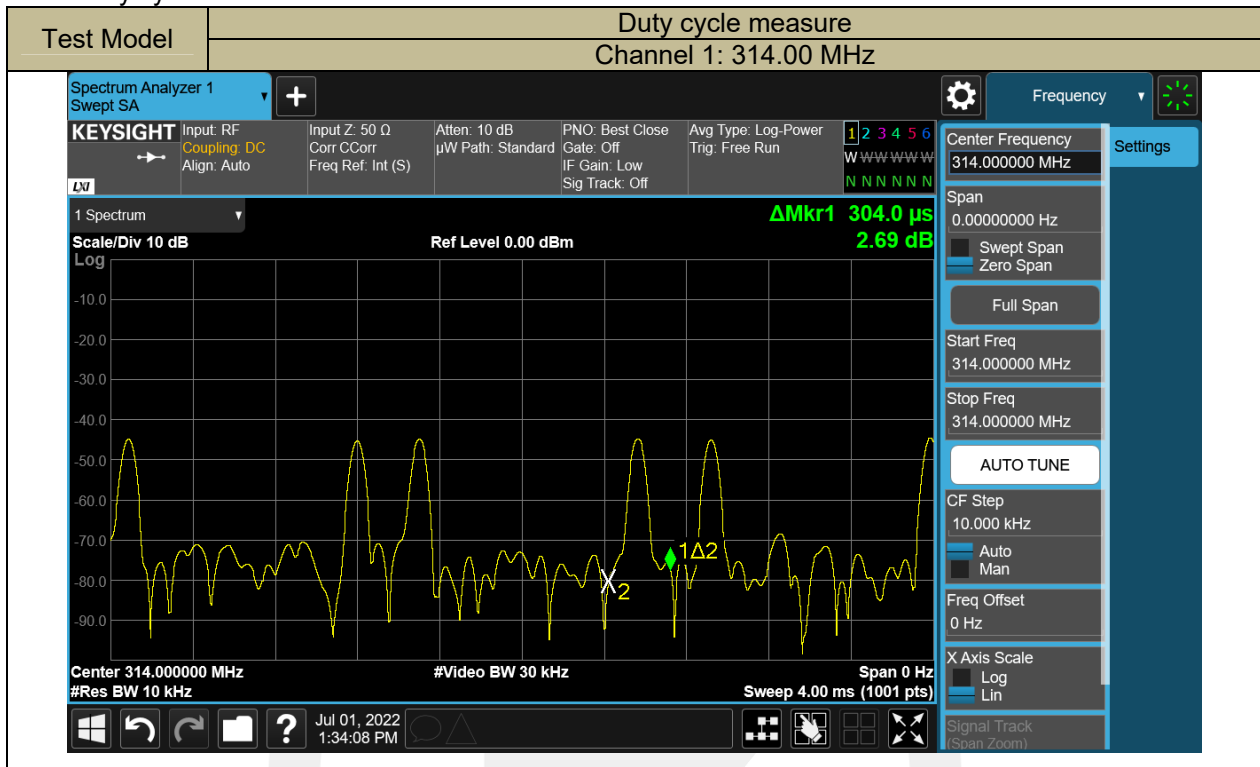 Test Model
Duty cycle measure
Channel 1: 314.00 MHz
Spectrum Analyzer 1
Swept SA
Frequency
KEYSIGHT
LXI
Input: RF
Coupling: DC
Align: Auto
Input Z: 50 Ω
Corr CCorr
Freq Ref: Int (S)
Atten: 10 dB
µW Path: Standard
PNO: Best Close
Gate: Off
IF Gain: Low
Sig Track: Off
Avg Type: Log-Power
Trig: Free Run
1 2 3 4 5 6
W W W W W W
N N N N N N
Center Frequency
314.000000 MHz
Settings
1 Spectrum
ΔMkr1 304.0 µs
2.69 dB
Scale/Div 10 dB
Ref Level 0.00 dBm
Log
-10.0
-20.0
-30.0
-40.0
-50.0
-60.0
-70.0
-80.0
-90.0
1Δ2
X2
Center 314.000000 MHz
#Video BW 30 kHz
Span 0 Hz
#Res BW 10 kHz
Sweep 4.00 ms (1001 pts)
Span
0.00000000 Hz
Swept Span
Zero Span
Full Span
Start Freq
314.000000 MHz
Stop Freq
314.000000 MHz
AUTO TUNE
CF Step
10.000 kHz
Auto
Man
Freq Offset
0 Hz
X Axis Scale
Log
Lin
Signal Track
(Span Zoom)
?
Jul 01, 2022
1:34:08 PM